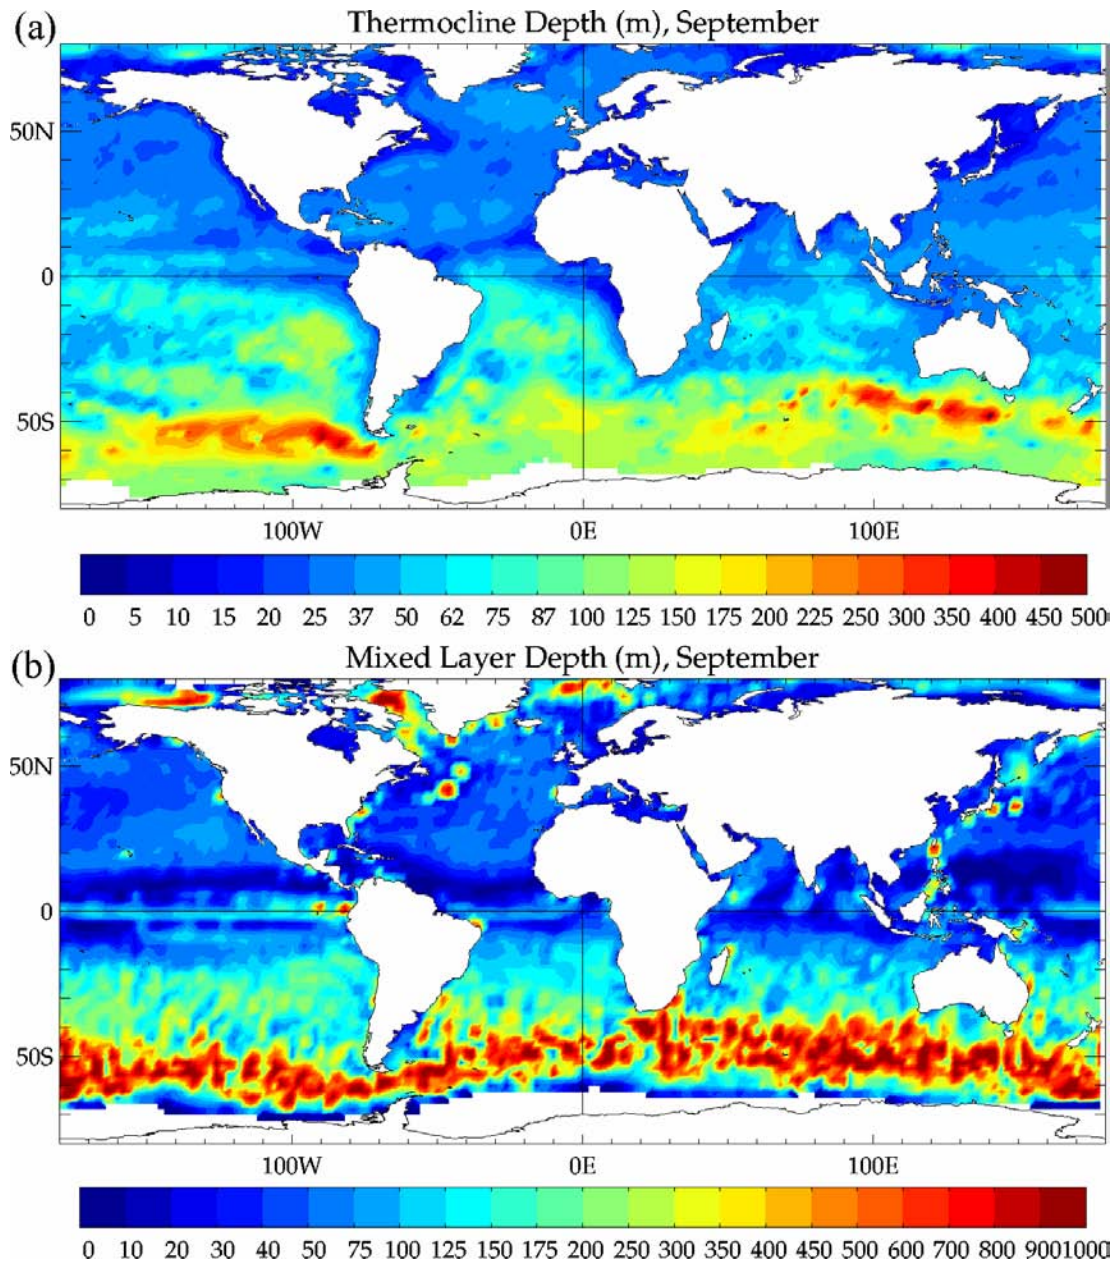 (a) Thermocline Depth (m), September
50N
0
50S
100W 0E 100E
0 5 10 15 20 25 37 50 62 75 87 100 125 150 175 200 225 250 300 350 400 450 500
(b) Mixed Layer Depth (m), September
50N
0
50S
100W 0E 100E
0 10 20 30 40 50 75 100 125 150 175 200 250 300 350 400 450 500 600 700 800 9001000